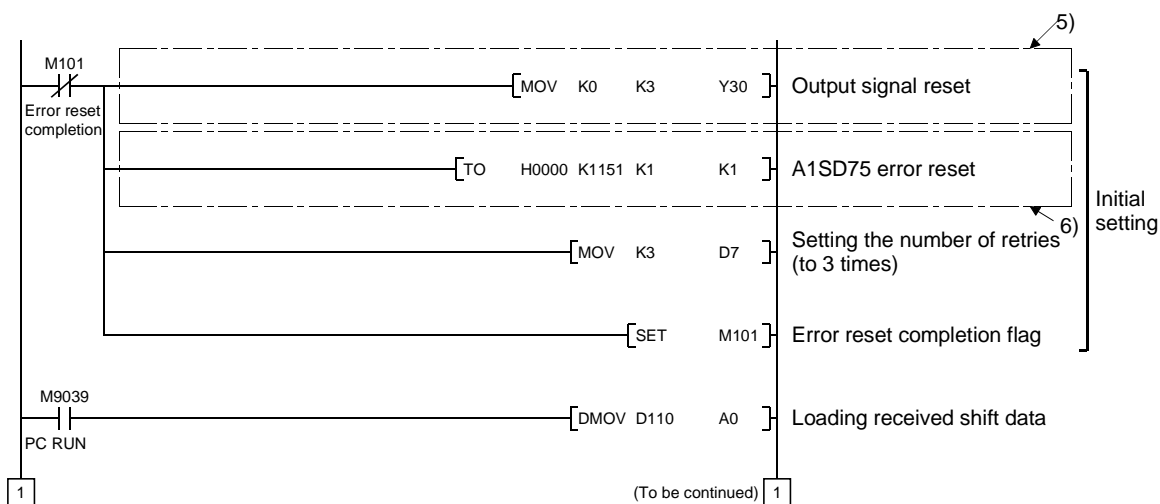 5)
M101
MOV K0 K3 Y30 Output signal reset
Error reset
completion
TO H0000 K1151 K1 K1 A1SD75 error reset
Initial
setting
6)
MOV K3 D7 Setting the number of retries
(to 3 times)
SET M101 Error reset completion flag
M9039
DMOV D110 A0 Loading received shift data
PC RUN
1 (To be continued) 1